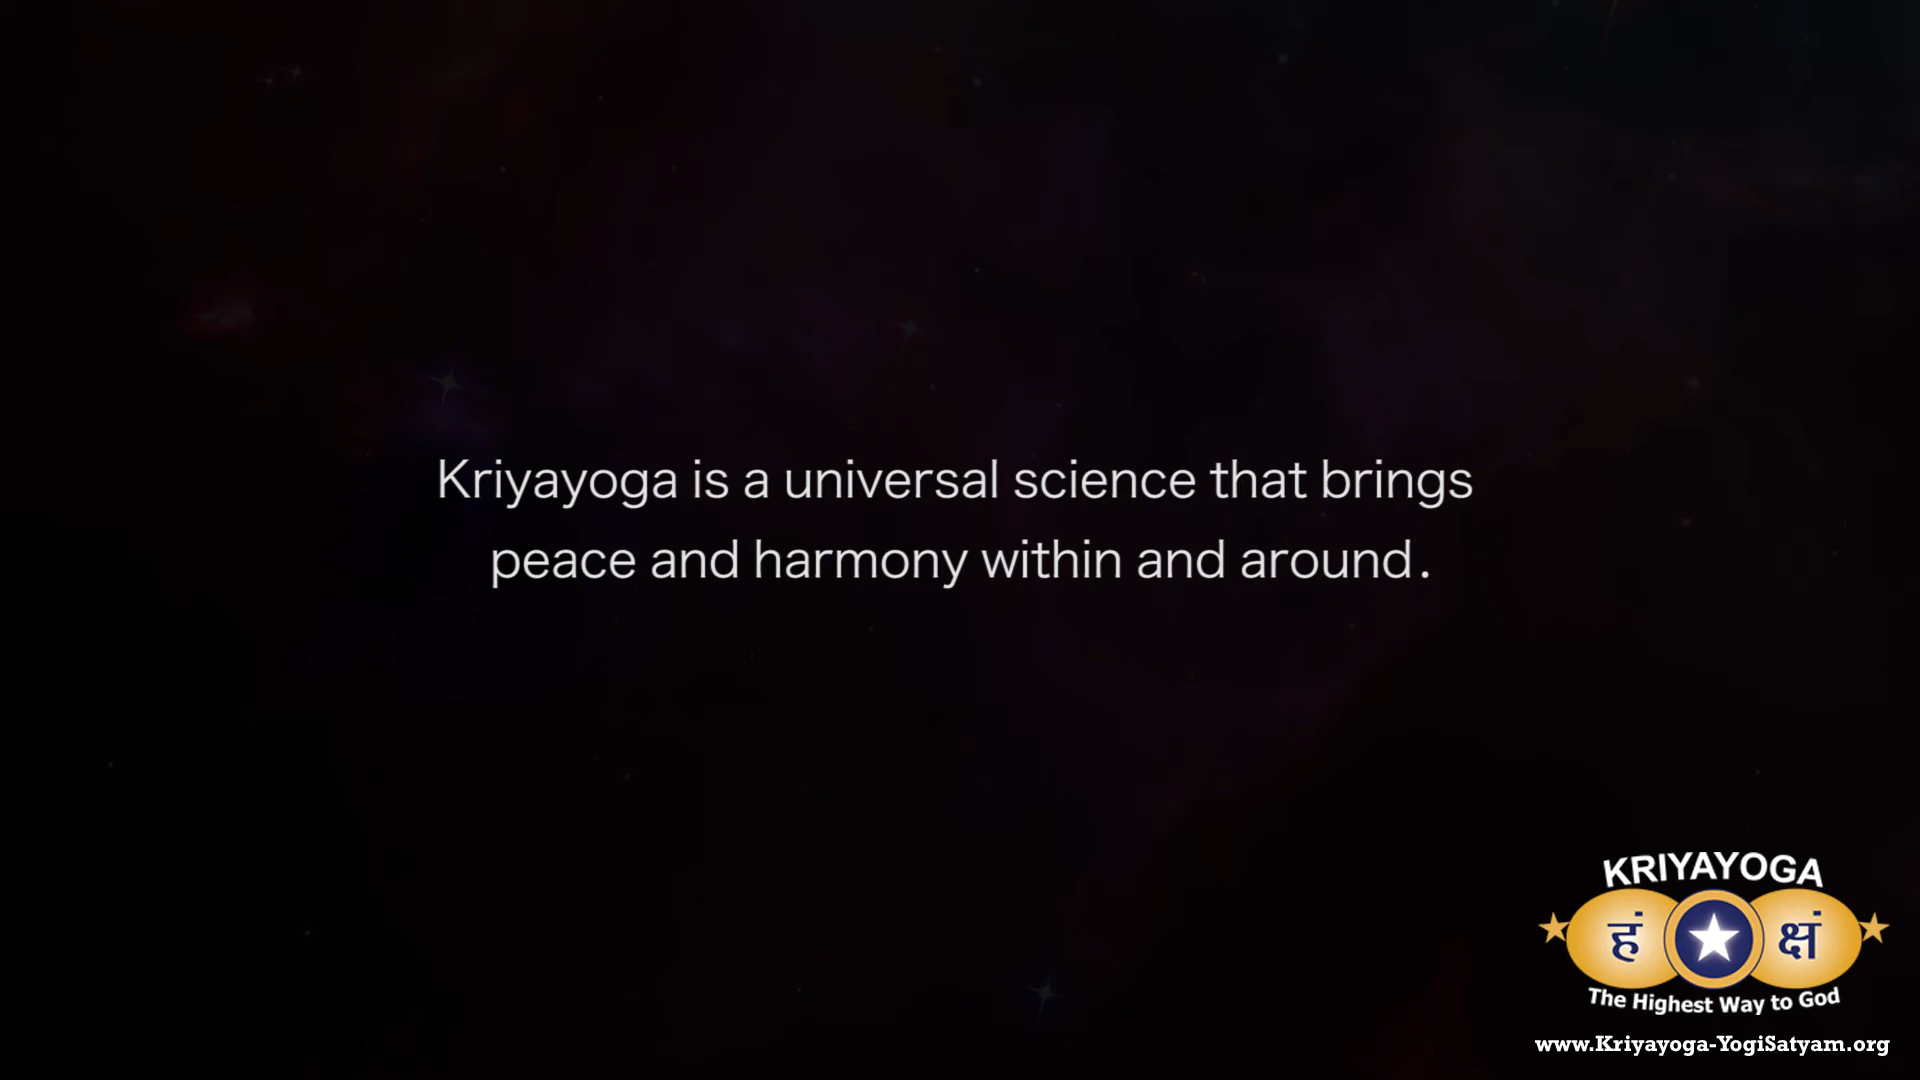 Kriyayoga is a universal science that brings
peace and harmony within and around.
KRIYAYOGA
हं क्षं
The Highest Way to God
www.Kriyayoga-YogiSatyam.org